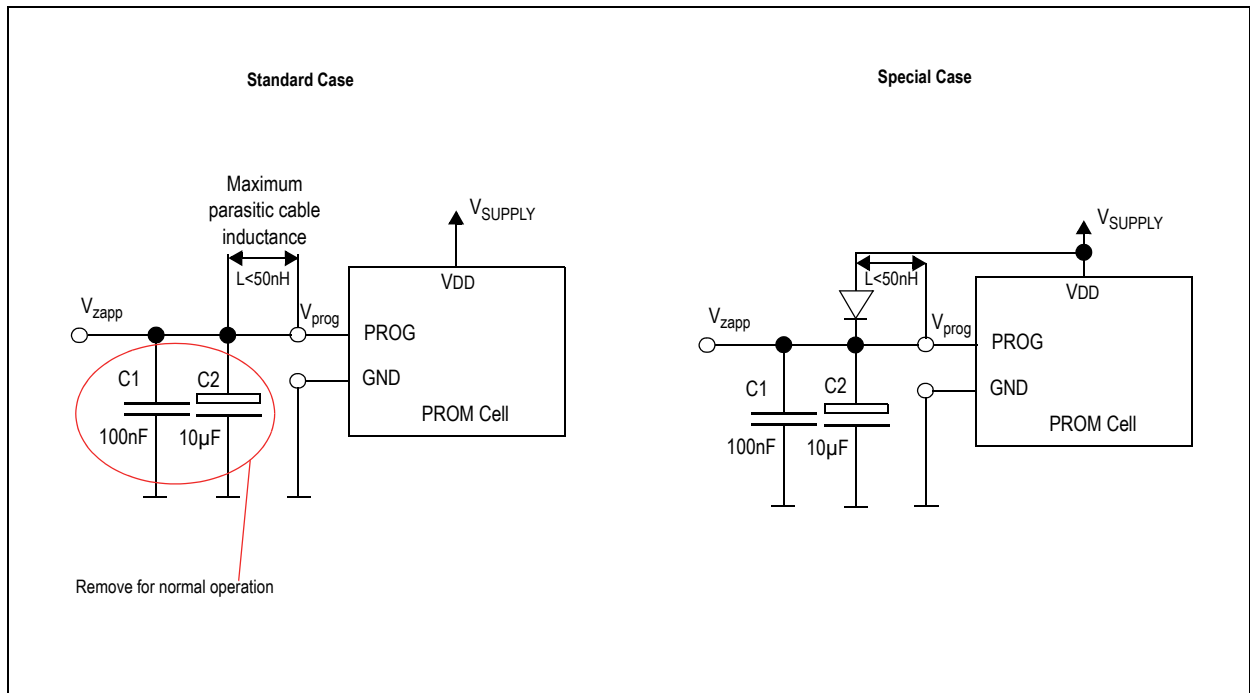 Standard Case
Maximum
parasitic cable
inductance
L<50nH
VSUPPLY
VDD
Vzapp
Vprog
PROG
GND
C1
C2
100nF
10µF
PROM Cell
Remove for normal operation
Special Case
VSUPPLY
L<50nH
VDD
Vzapp
Vprog
PROG
GND
C1
C2
100nF
10µF
PROM Cell